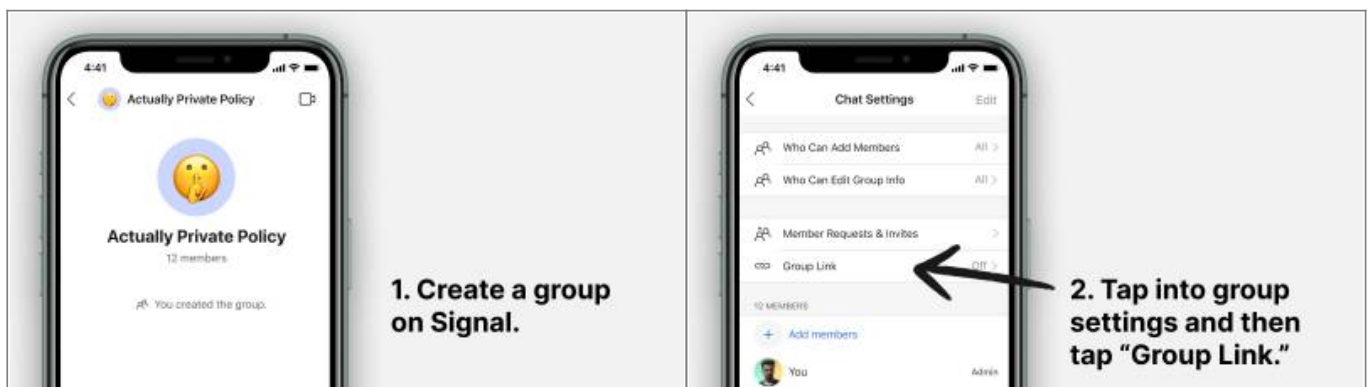 4:41
Actually Private Policy
Actually Private Policy
12 members
You created the group.
1. Create a group
on Signal.
4:41
Chat Settings
Edit
Who Can Add Members
All
Who Can Edit Group Info
All
Member Requests & Invites
Group Link
Off
12 MEMBERS
+ Add members
You
Admin
2. Tap into group
settings and then
tap “Group Link.”